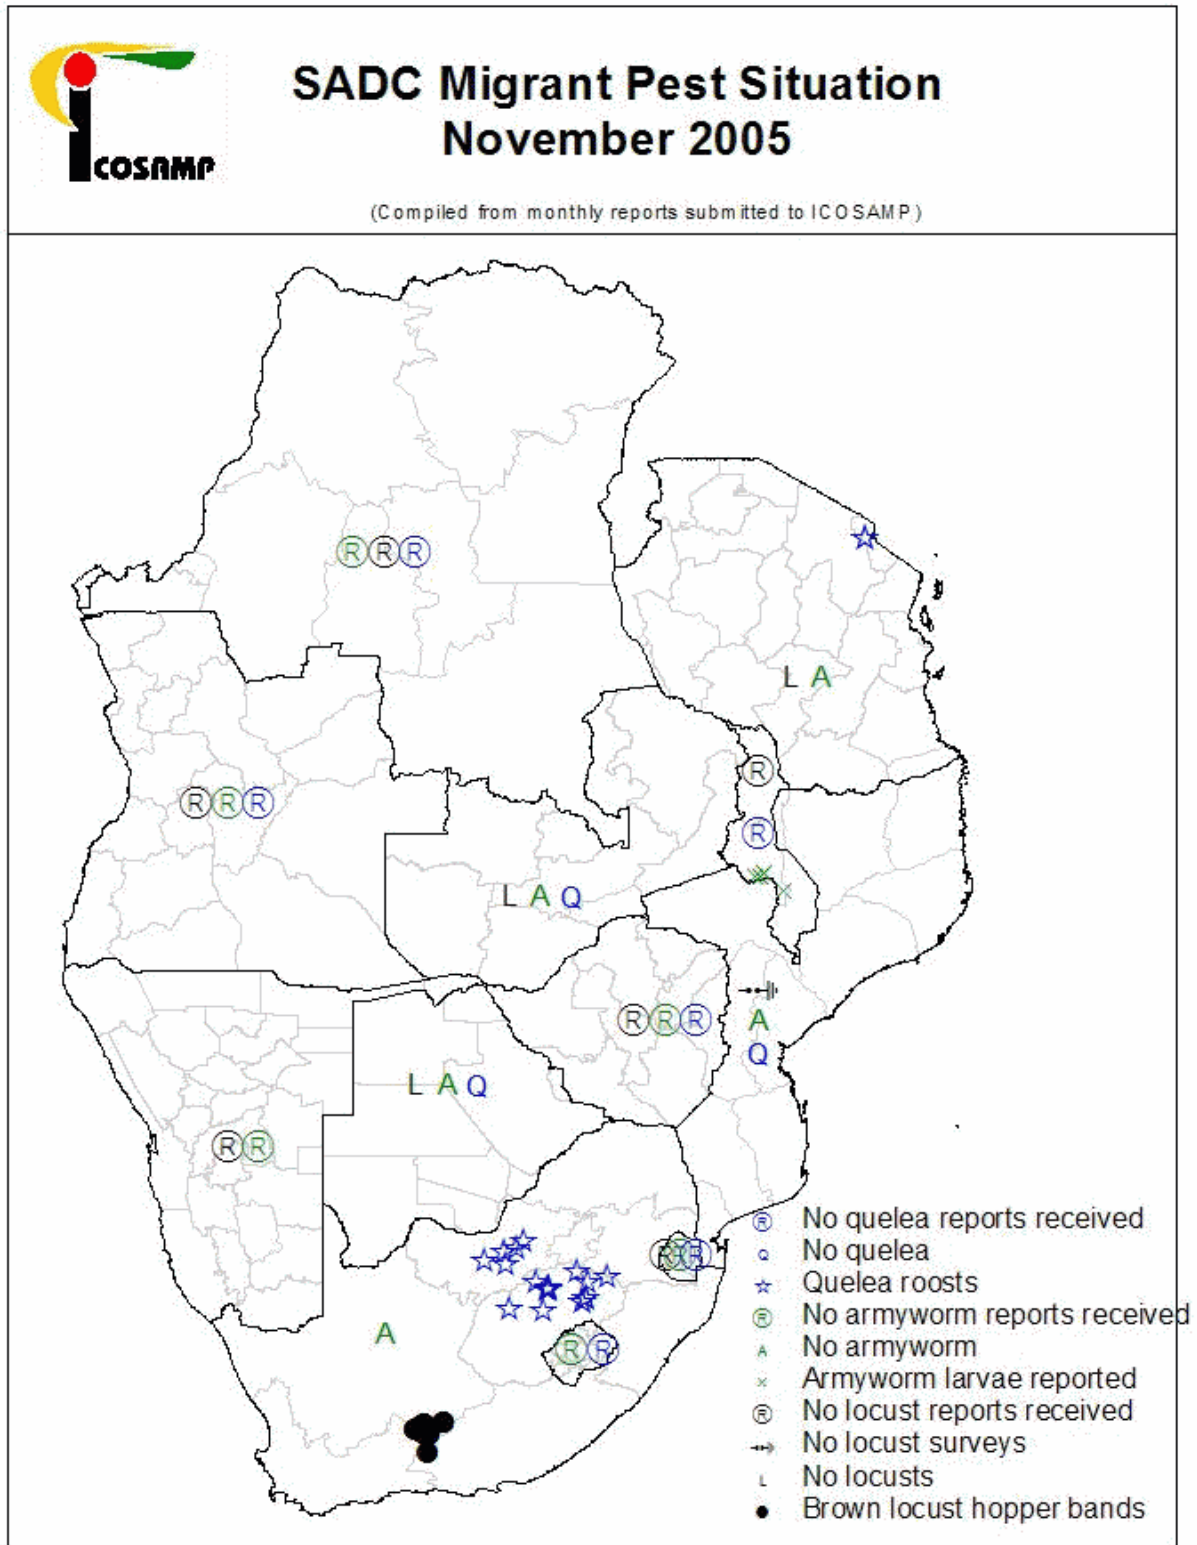 iCOSAMP
SADC Migrant Pest Situation
November 2005
(Compiled from monthly reports submitted to ICOSAMP)
R R R
L A
R
R R R
R
L A Q
R R R
A
Q
L A Q
R R
R R R
A
R R
R No quelea reports received
Q No quelea
Quelea roosts
R No armyworm reports received
A No armyworm
Armyworm larvae reported
R No locust reports received
No locust surveys
L No locusts
Brown locust hopper bands